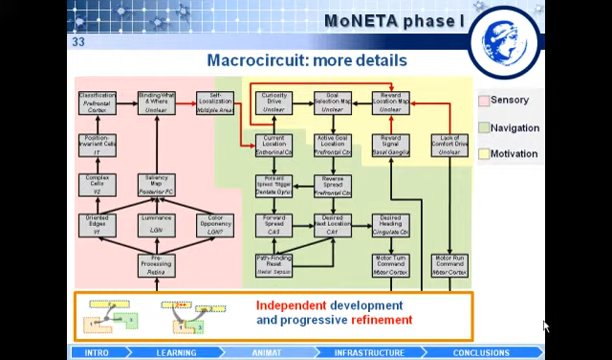 MoNETA phase I
33
Macrocircuit: more details
Classification
Prefrontal
Cortex
Binding What
& Where
Unclear
Self-
Localization
Multiple Areas
Curiosity
Drive
Unclear
Goal
Selection Map
Unclear
Reward
Location Map
Unclear
Sensory
Navigation
Motivation
Position-
Invariant Cells
IT
Current
Location
Entorhinal Cx
Active Goal
Location
Prefrontal Cx
Reward
Signal
Basal Ganglia
Lack of
Comfort Drive
Unclear
Complex
Cells
V2
Saliency
Map
Posterior PC
Forward
Spread Trigger
Dentate Gyrus
Reverse
Spread
Prefrontal Cx
Oriented
Edges
V1
Luminance
LGN
Color
Opponency
LGN?
Forward
Spread
CA3
Desired
Next Location
CA1
Desired
Heading
Cingulate Ctx
Pre-
Processing
Retina
Path-Finding
Reset
Medial Septum
Motor Turn
Command
Motor Cortex
Motor Run
Command
Motor Cortex
Independent development
and progressive refinement
INTRO
LEARNING
ANIMAT
INFRASTRUCTURE
CONCLUSIONS